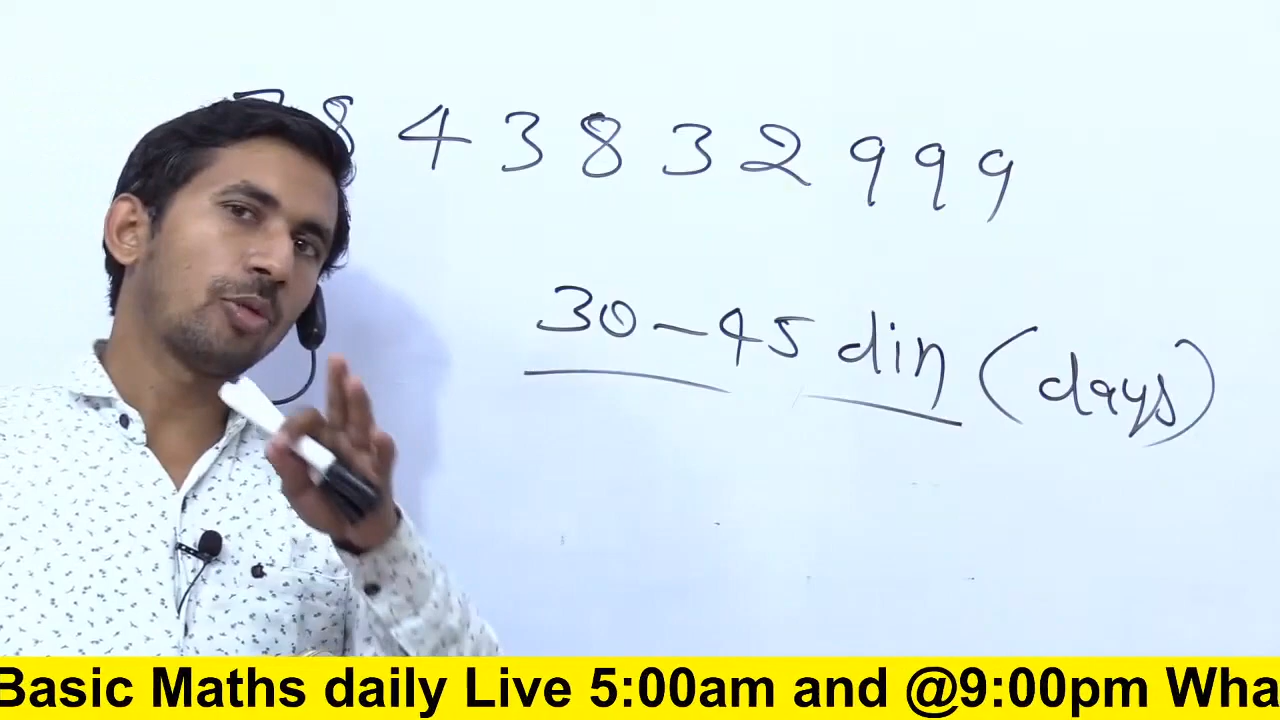 78 4 3 8 3 2 9 9 9
30-45 din (days)
Basic Maths daily Live 5:00am and @9:00pm Wha